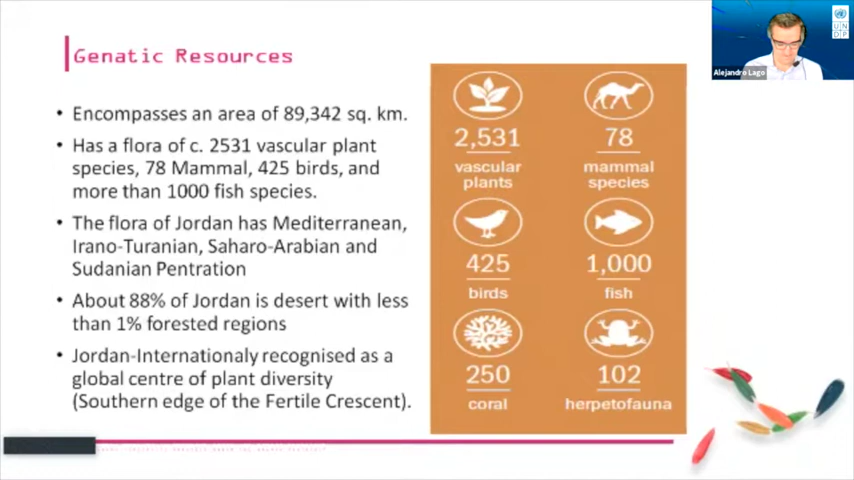 Genatic Resources
• Encompasses an area of 89,342 sq. km.
• Has a flora of c. 2531 vascular plant
species, 78 Mammal, 425 birds, and
more than 1000 fish species.
• The flora of Jordan has Mediterranean,
Irano-Turanian, Saharo-Arabian and
Sudanian Pentration
• About 88% of Jordan is desert with less
than 1% forested regions
• Jordan-Internationaly recognised as a
global centre of plant diversity
(Southern edge of the Fertile Crescent).
2,531
vascular
plants
78
mammal
species
425
birds
1,000
fish
250
coral
102
herpetofauna
Alejandro Lago
UN
DP